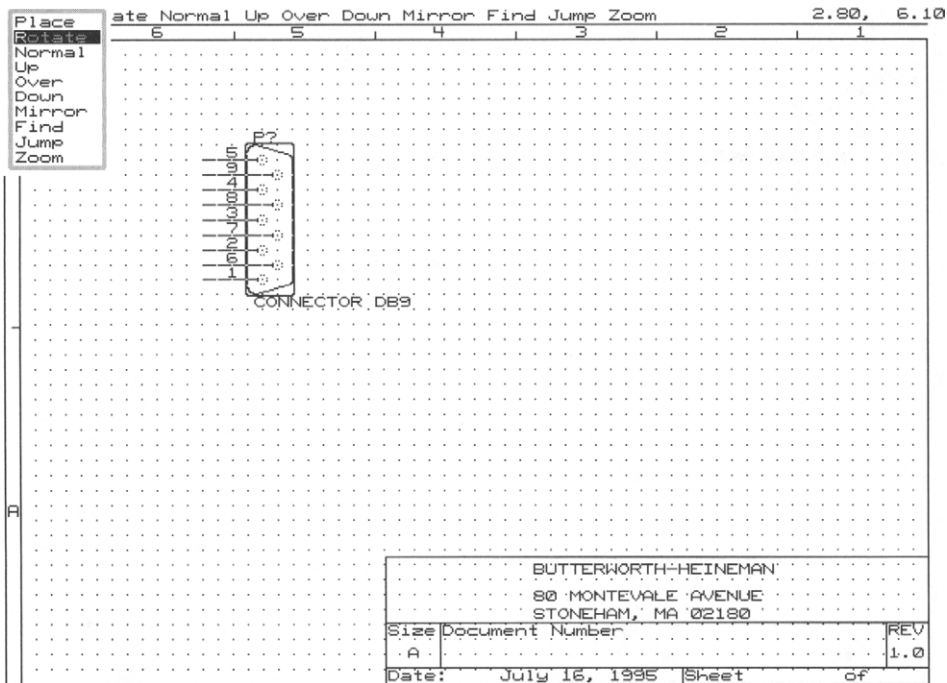 Place
Rotate
Normal
Up
Over
Down
Mirror
Find
Jump
Zoom
ate Normal Up Over Down Mirror Find Jump Zoom
2.80, 6.10
6 5 4 3 2 1
P?
5
9
4
8
3
7
2
6
1
CONNECTOR DB9
A
BUTTERWORTH-HEINEMAN
80 MONTEVALE AVENUE
STONEHAM, MA 02180
Size Document Number REV
A 1.0
Date: July 16, 1995 Sheet of